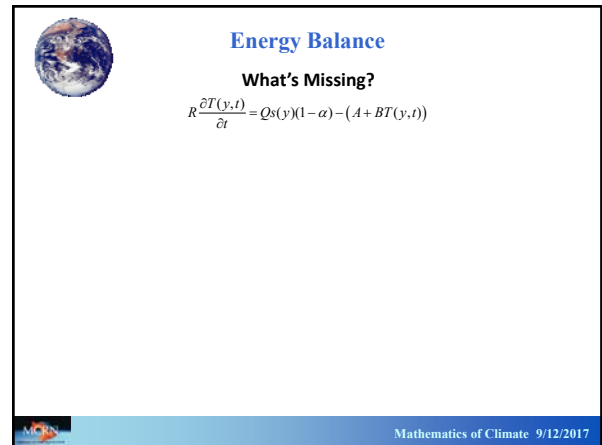 Energy Balance
What's Missing?
R ∂T(y,t)/∂t = Qs(y)(1−α)−(A+BT(y,t))
MCRN
Mathematics of Climate 9/12/2017